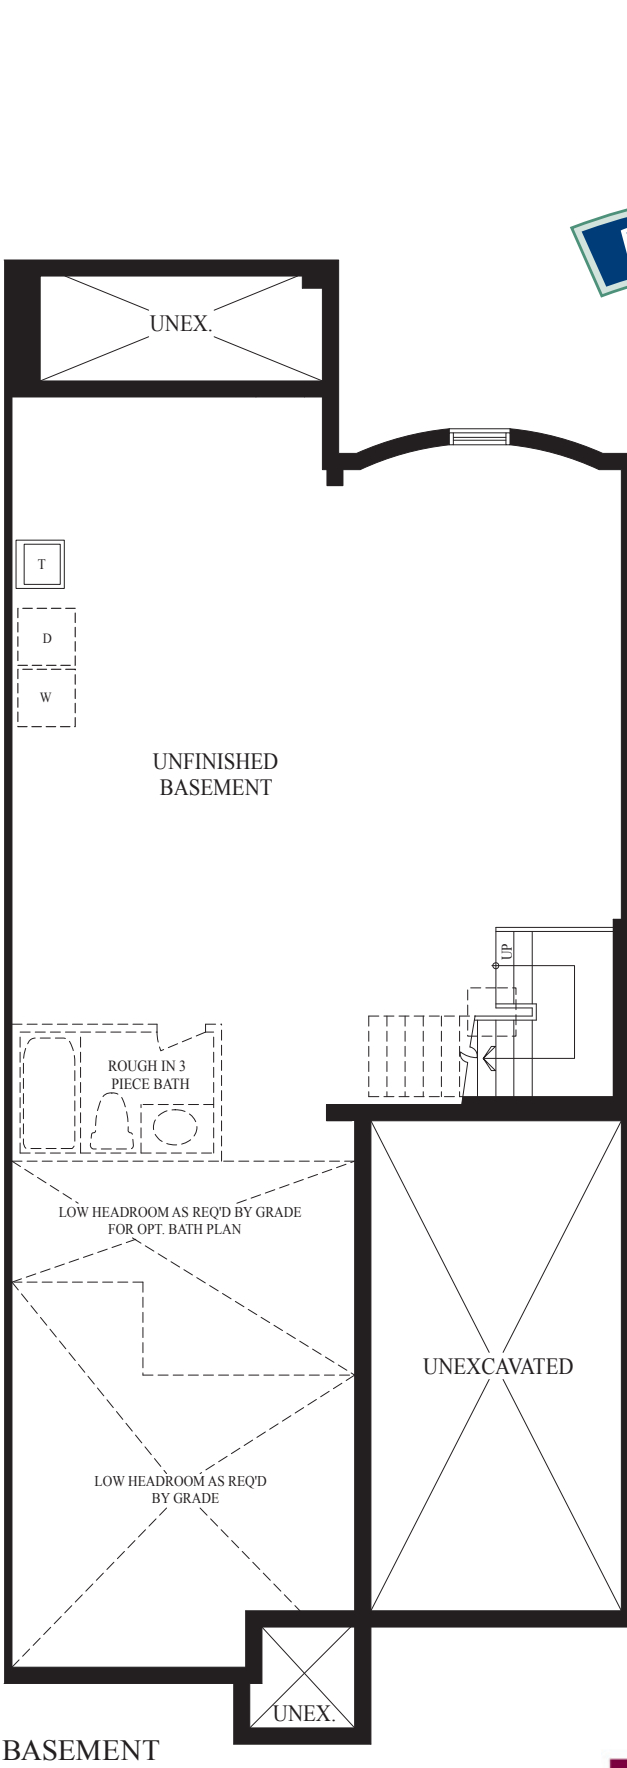 UNEX.
T
D
W
UNFINISHED
BASEMENT
UP
ROUGH IN 3
PIECE BATH
LOW HEADROOM AS REQ'D BY GRADE
FOR OPT. BATH PLAN
UNEXCAVATED
LOW HEADROOM AS REQ'D
BY GRADE
UNEX.
BASEMENT